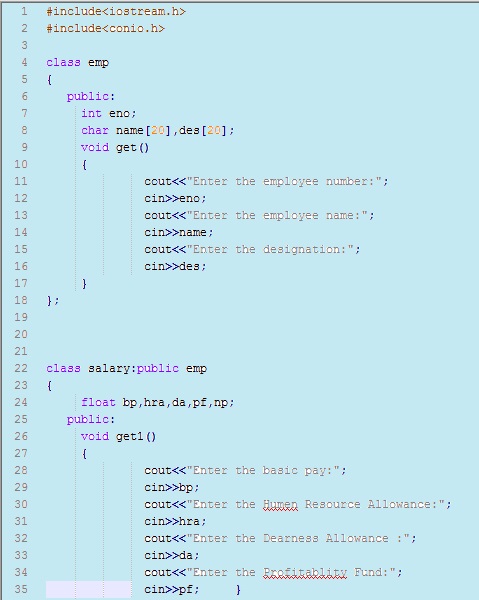 1 #include<iostream.h>
2 #include<conio.h>
3
4 class emp
5 {
6 public:
7 int eno;
8 char name[20],des[20];
9 void get()
10 {
11 cout<<"Enter the employee number:";
12 cin>>eno;
13 cout<<"Enter the employee name:";
14 cin>>name;
15 cout<<"Enter the designation:";
16 cin>>des;
17 }
18 };
19
20
21
22 class salary:public emp
23 {
24 float bp,hra,da,pf,np;
25 public:
26 void get1()
27 {
28 cout<<"Enter the basic pay:";
29 cin>>bp;
30 cout<<"Enter the Humen Resource Allowance:";
31 cin>>hra;
32 cout<<"Enter the Dearness Allowance :";
33 cin>>da;
34 cout<<"Enter the Profitablity Fund:";
35 cin>>pf; }